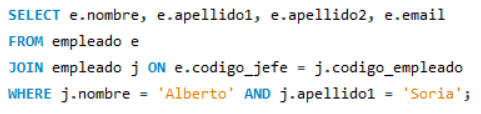 SELECT e.nombre, e.apellido1, e.apellido2, e.email
FROM empleado e
JOIN empleado j ON e.codigo_jefe = j.codigo_empleado
WHERE j.nombre = 'Alberto' AND j.apellido1 = 'Soria';